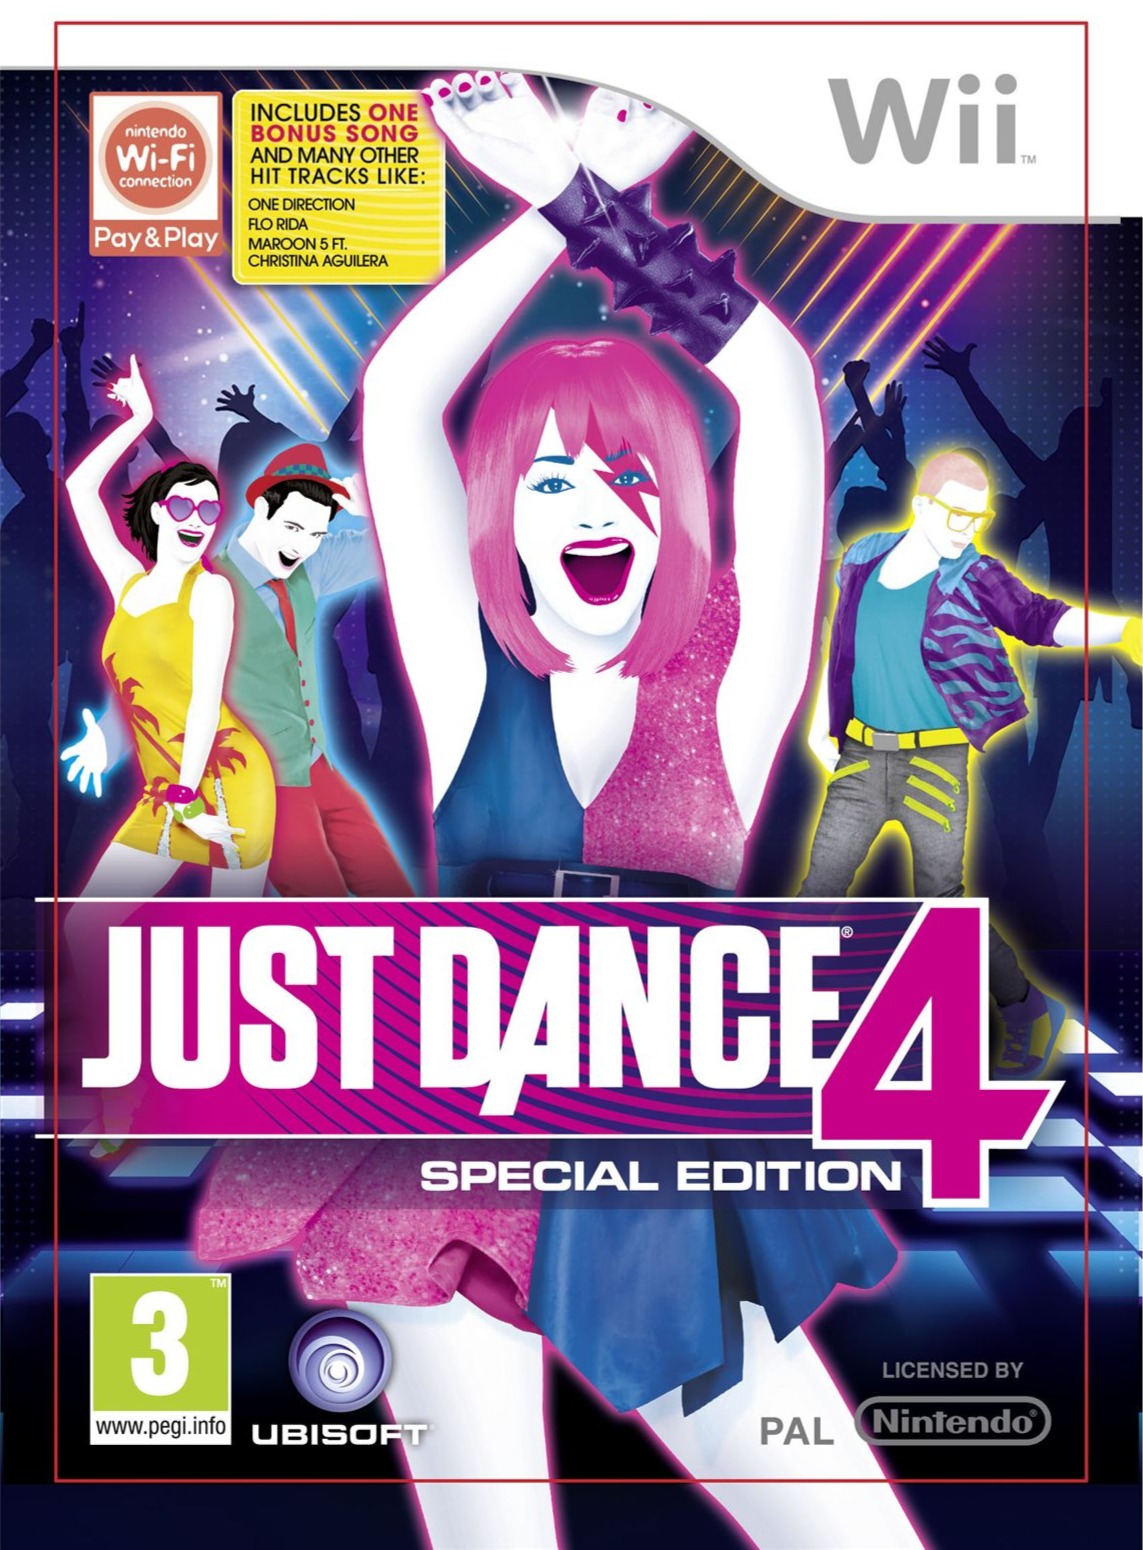 Wii™
nintendo
Wi-Fi
connection
Pay & Play
INCLUDES ONE
BONUS SONG
AND MANY OTHER
HIT TRACKS LIKE:
ONE DIRECTION
FLO RIDA
MAROON 5 FT.
CHRISTINA AGUILERA
JUST DANCE® 4
SPECIAL EDITION
3™
www.pegi.info
UBISOFT
LICENSED BY
PAL
Nintendo®